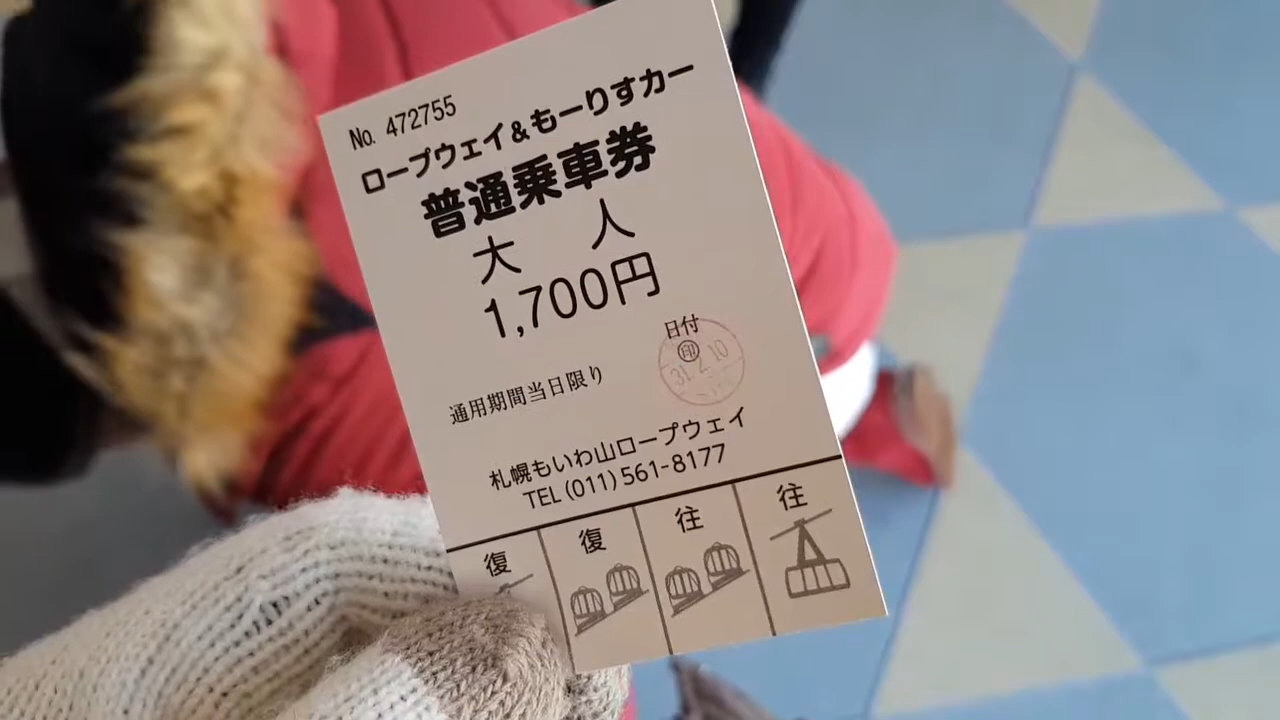 No. 472755
ロープウェイ&もーりすカー
普通乗車券
大 人
1,700円
日付
印
31.2.10
通用期間当日限り
札幌もいわ山ロープウェイ
TEL(011)561-8177
復 復 往 往